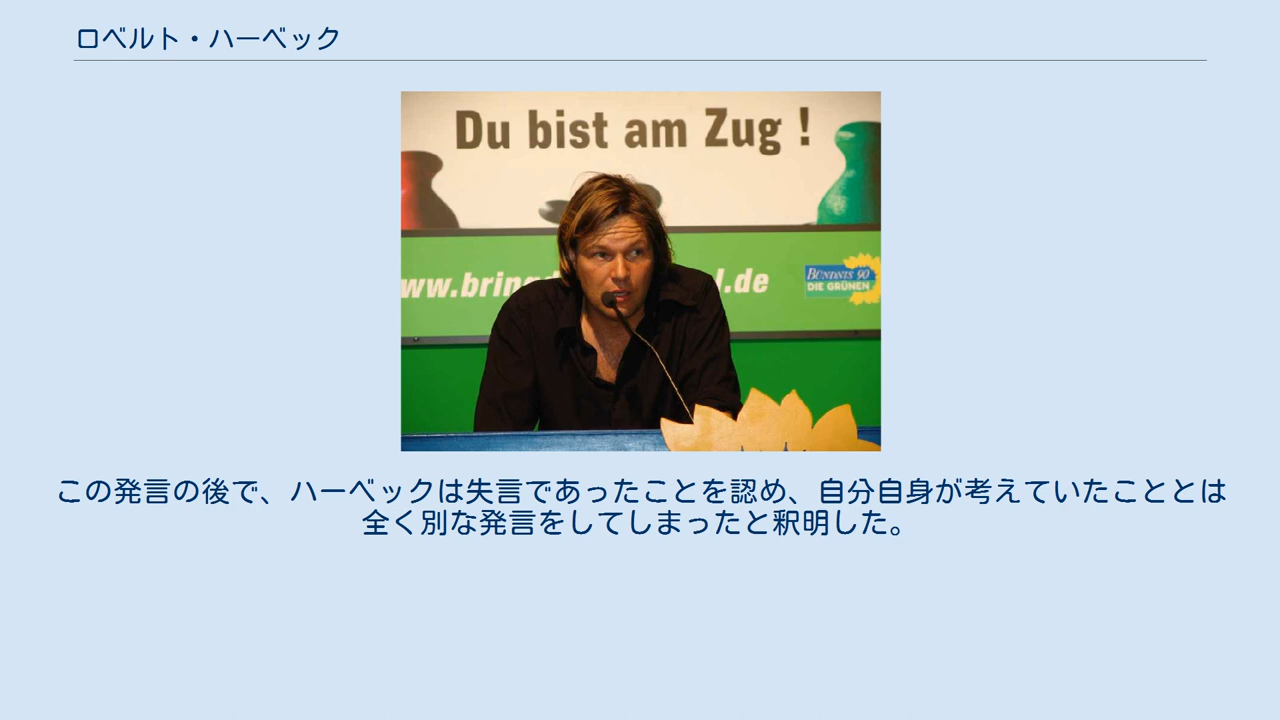 ロベルト・ハーベック
Du bist am Zug !
BÜNDNIS 90
DIE GRÜNEN
この発言の後で、ハーベックは失言であったことを認め、自分自身が考えていたこととは
全く別な発言をしてしまったと釈明した。